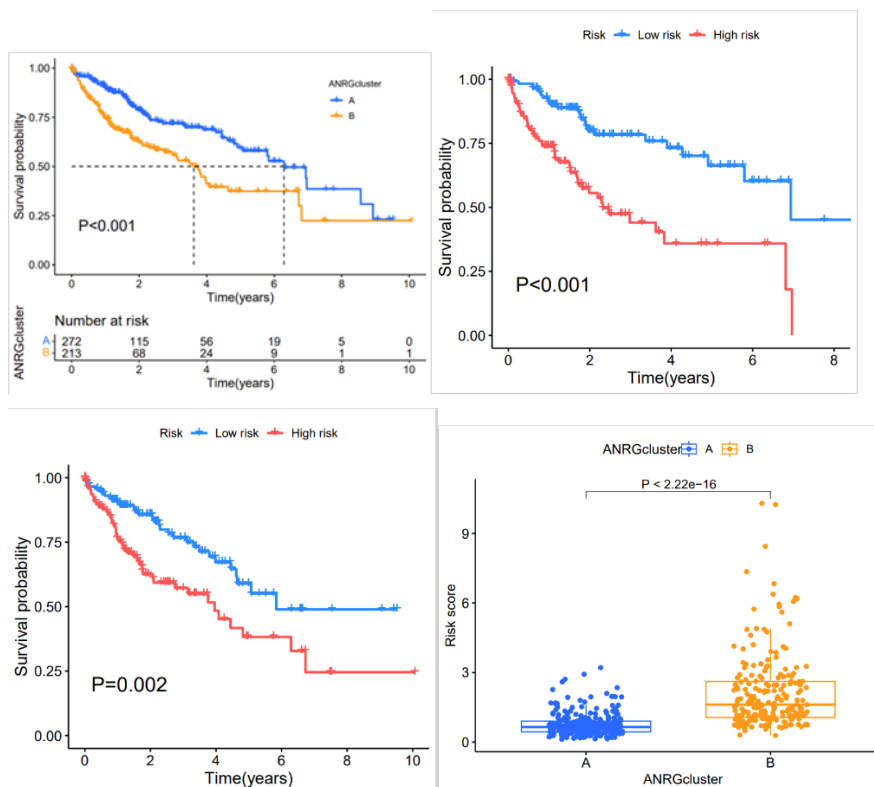 ANRGcluster
A
B
1.00
0.75
0.50
0.25
0.00
Survival probability
P<0.001
0 2 4 6 8 10
Time(years)
Number at risk
ANRGcluster
A 272 115 56 19 5 0
B 213 68 24 9 1 1
0 2 4 6 8 10
Time(years)
Risk Low risk High risk
1.00
0.75
0.50
0.25
0.00
Survival probability
P<0.001
0 2 4 6 8
Time(years)
Risk Low risk High risk
1.00
0.75
0.50
0.25
0.00
Survival probability
P=0.002
0 2 4 6 8 10
Time(years)
ANRGcluster A B
P < 2.22e−16
9
6
3
0
Risk score
A B
ANRGcluster